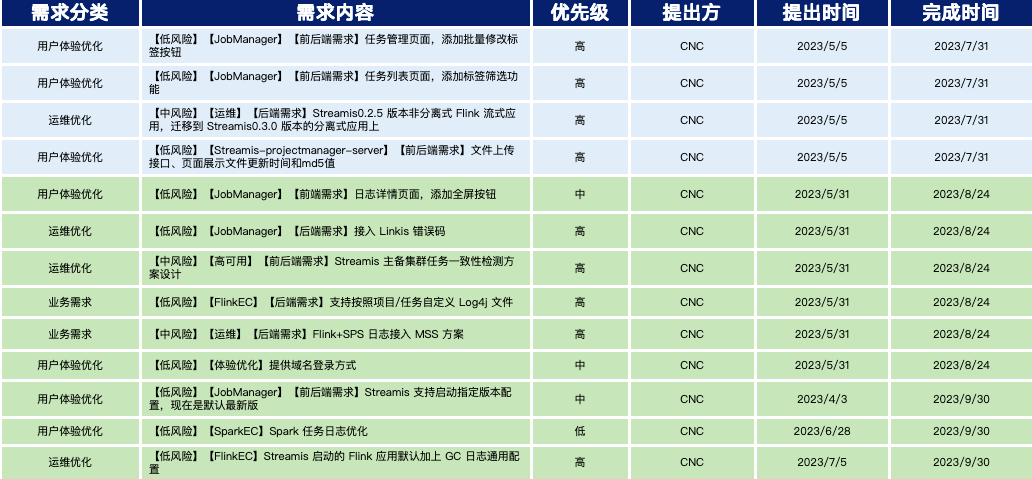 需求分类 需求内容 优先级 提出方 提出时间 完成时间
用户体验优化 【低风险】【JobManager】【前后端需求】任务管理页面，添加批量修改标
签按钮 高 CNC 2023/5/5 2023/7/31
用户体验优化 【低风险】【JobManager】【前后端需求】任务列表页面，添加标签筛选功
能 高 CNC 2023/5/5 2023/7/31
运维优化 【中风险】【运维】【后端需求】Streamis0.2.5 版本非分离式 Flink 流式应
用，迁移到 Streamis0.3.0 版本的分离式应用上 高 CNC 2023/5/5 2023/7/31
用户体验优化 【低风险】【Streamis-projectmanager-server】【前后端需求】文件上传
接口、页面展示文件更新时间和md5值 高 CNC 2023/5/5 2023/7/31
用户体验优化 【低风险】【JobManager】【前端需求】日志详情页面，添加全屏按钮 中 CNC 2023/5/31 2023/8/24
运维优化 【低风险】【JobManager】【后端需求】接入 Linkis 错误码 高 CNC 2023/5/31 2023/8/24
运维优化 【中风险】【高可用】【前后端需求】Streamis 主备集群任务一致性检测方
案设计 高 CNC 2023/5/31 2023/8/24
业务需求 【低风险】【FlinkEC】【后端需求】支持按照项目/任务自定义 Log4j 文件 高 CNC 2023/5/31 2023/8/24
业务需求 【中风险】【运维】【后端需求】Flink+SPS 日志接入 MSS 方案 高 CNC 2023/5/31 2023/8/24
用户体验优化 【低风险】【体验优化】提供域名登录方式 中 CNC 2023/5/31 2023/8/24
用户体验优化 【低风险】【JobManager】【前后端需求】Streamis 支持启动指定版本配
置，现在是默认最新版 中 CNC 2023/4/3 2023/9/30
用户体验优化 【低风险】【SparkEC】Spark 任务日志优化 低 CNC 2023/6/28 2023/9/30
运维优化 【低风险】【FlinkEC】Streamis 启动的 Flink 应用默认加上 GC 日志通用配
置 高 CNC 2023/7/5 2023/9/30